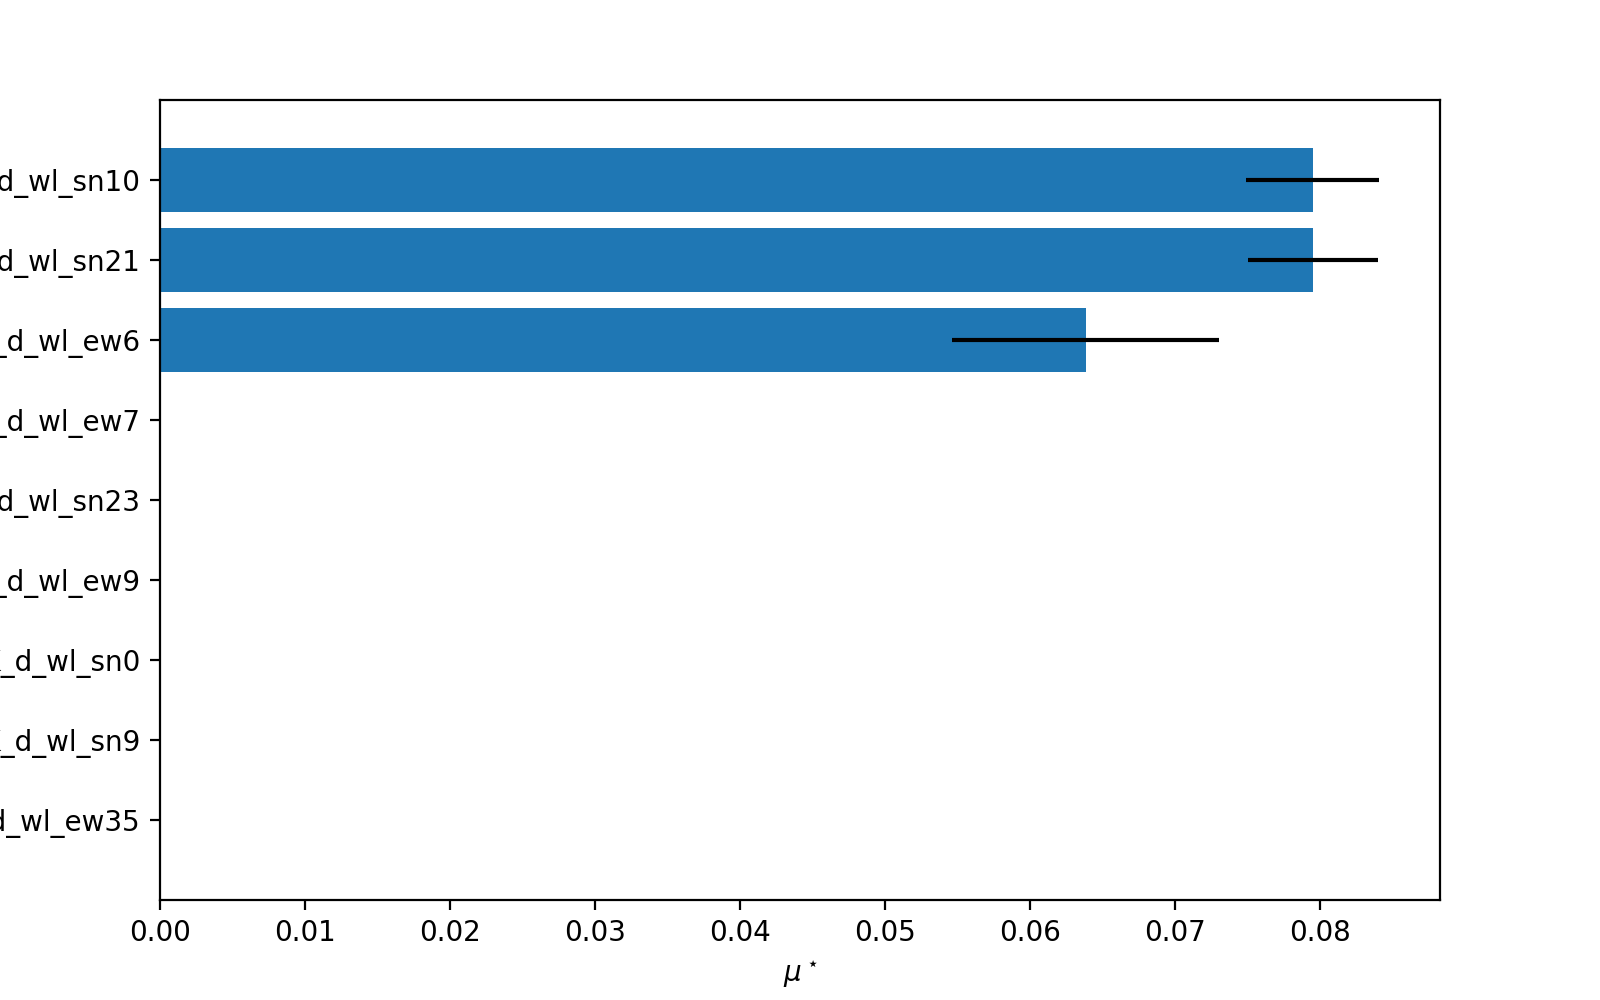 d_wl_sn10
d_wl_sn21
_d_wl_ew6
_d_wl_ew7
d_wl_sn23
_d_wl_ew9
_d_wl_sn0
_d_wl_sn9
d_wl_ew35
0.00 0.01 0.02 0.03 0.04 0.05 0.06 0.07 0.08
μ⋆